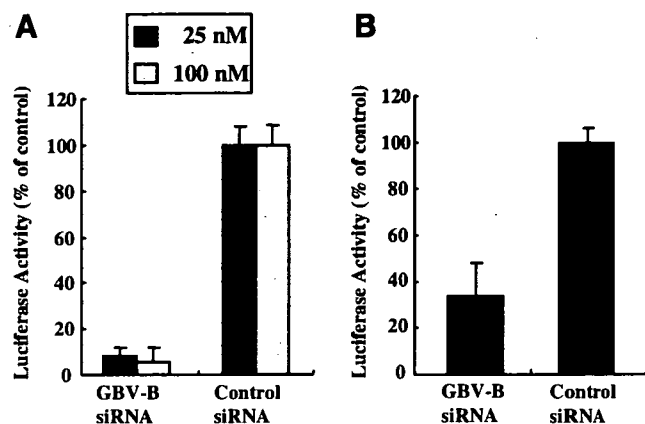 A
25 nM
100 nM
B
Luciferase Activity (% of control)
120
100
80
60
40
20
0
GBV-B
siRNA
Control
siRNA
Luciferase Activity (% of control)
120
100
80
60
40
20
0
GBV-B
siRNA
Control
siRNA